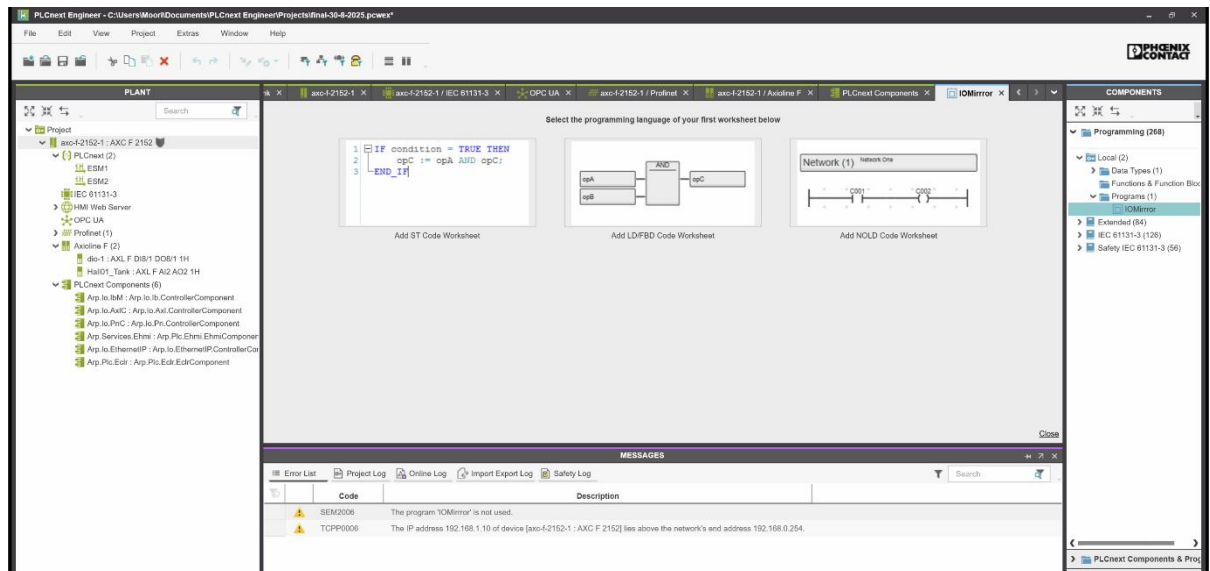 PLCnext Engineer - C:\Users\Moorl\Documents\PLCnext Engineer\Projects\final-30-8-2025.pcwex*
File Edit View Project Extras Window Help
PHOENIX CONTACT
PLANT
Search
Project
axc-f-2152-1 : AXC F 2152
PLCnext (2)
ESM1
ESM2
IEC 61131-3
HMI Web Server
OPC UA
Profinet (1)
Axioline F (2)
dio-1 : AXL F DI8/1 DO8/1 1H
Hall01_Tank : AXL F AI2 AO2 1H
PLCnext Components (6)
Arp.Io.IbM : Arp.Io.Ib.ControllerComponent
Arp.Io.AxlC : Arp.Io.Axl.ControllerComponent
Arp.Io.PnC : Arp.Io.Pn.ControllerComponent
Arp.Services.Ehmi : Arp.Plc.Ehmi.EhmiComponer
Arp.Io.EthernetIP : Arp.Io.EthernetIP.ControllerCor
Arp.Plc.Eclr : Arp.Plc.Eclr.EclrComponent
axc-f-2152-1 axc-f-2152-1 / IEC 61131-3 OPC UA axc-f-2152-1 / Profinet axc-f-2152-1 / Axioline F PLCnext Components IOMirrror
Select the programming language of your first worksheet below
1 IF condition = TRUE THEN
2 opC := opA AND opC;
3 END_IF
Add ST Code Worksheet
AND
opA
opB
opC
Add LD/FBD Code Worksheet
Network (1) Network One
C001 C002
Add NOLD Code Worksheet
Close
MESSAGES
Error List Project Log Online Log Import Export Log Safety Log Search
Code Description
SEM2006 The program 'IOMirrror' is not used.
TCPP0006 The IP address 192.168.1.10 of device [axc-f-2152-1 : AXC F 2152] lies above the network's end address 192.168.0.254.
COMPONENTS
Programming (268)
Local (2)
Data Types (1)
Functions & Function Bloc
Programs (1)
IOMirrror
Extended (84)
IEC 61131-3 (126)
Safety IEC 61131-3 (56)
PLCnext Components & Prog